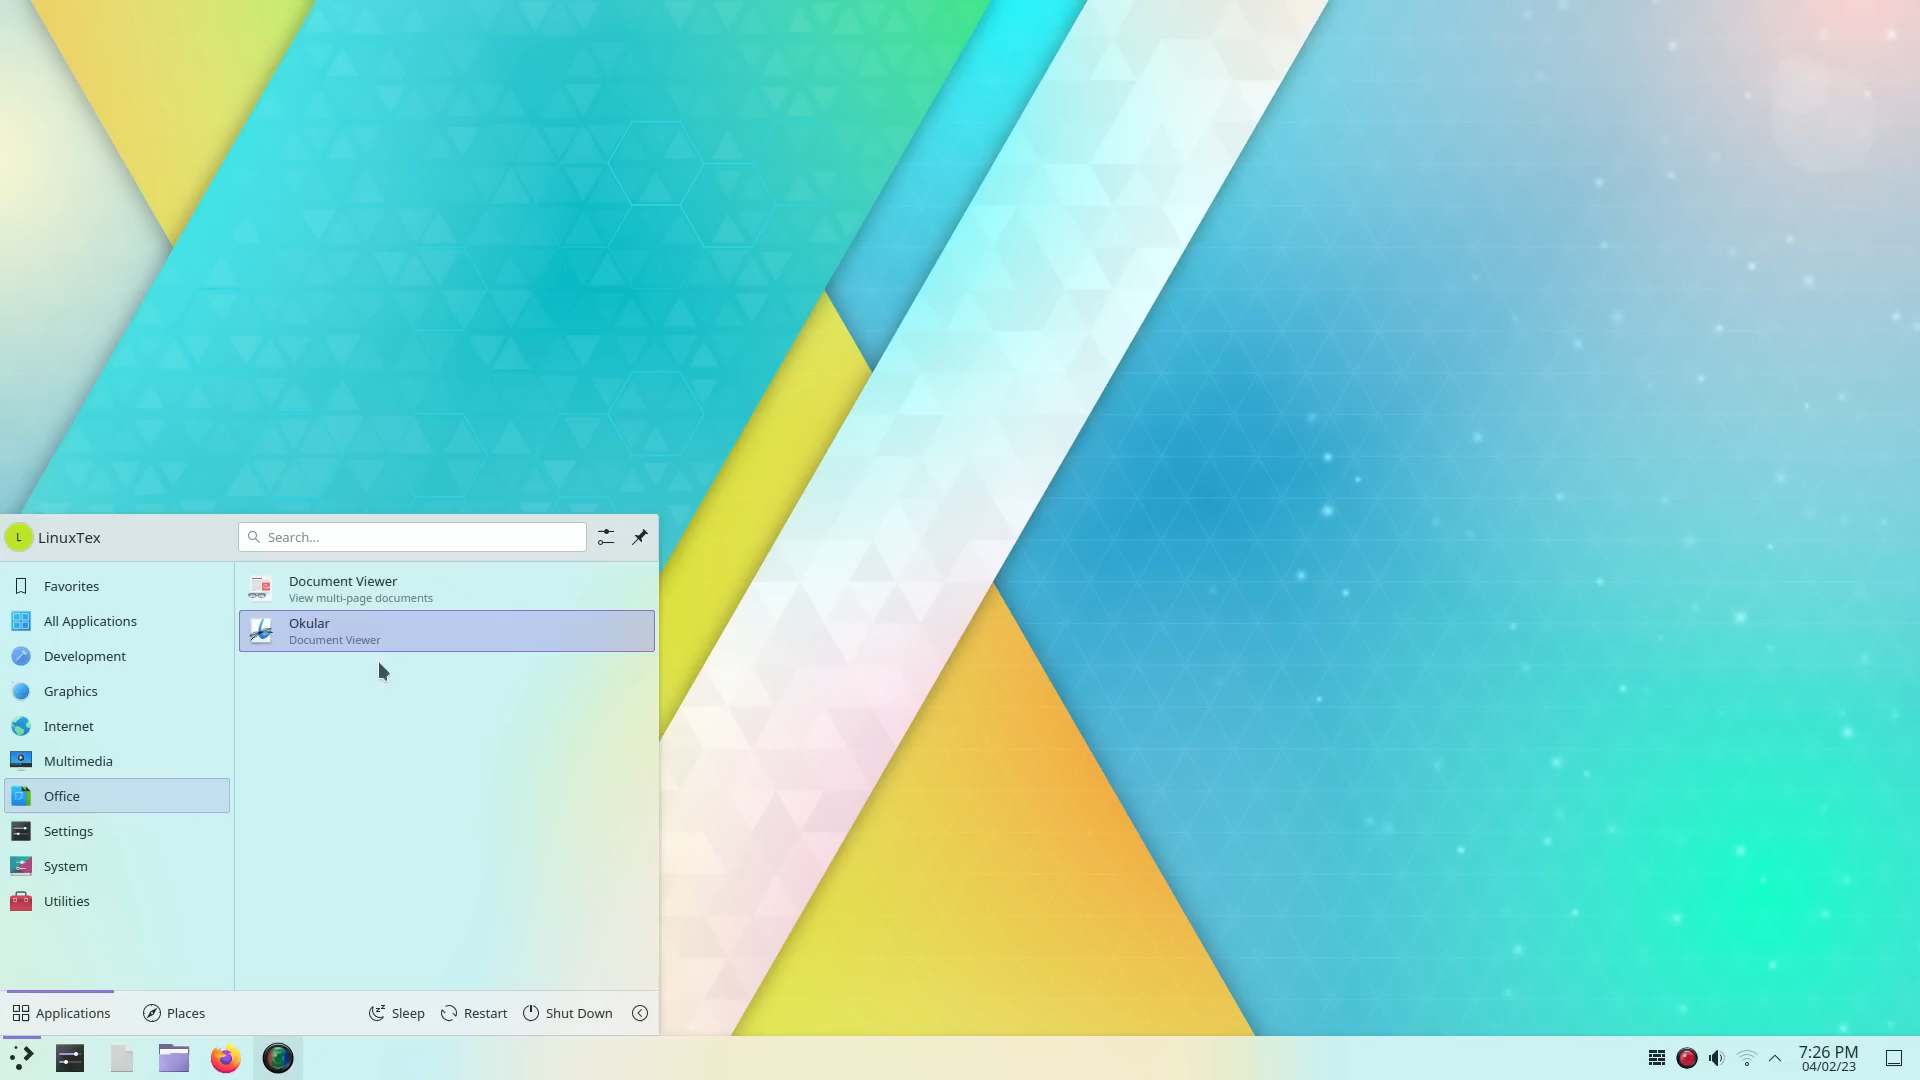 L
LinuxTex
Search...
Favorites
All Applications
Development
Graphics
Internet
Multimedia
Office
Settings
System
Utilities
Document Viewer
View multi-page documents
Okular
Document Viewer
Applications
Places
Sleep
Restart
Shut Down
7:26 PM
04/02/23